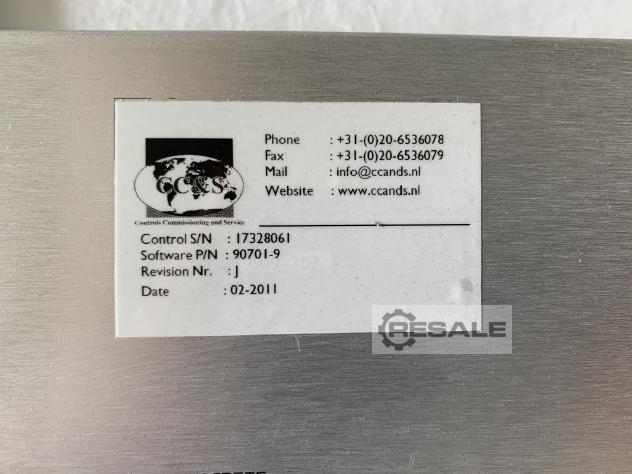 Phone : +31-(0)20-6536078
Fax : +31-(0)20-6536079
Mail : info@ccands.nl
Website : www.ccands.nl
CC&S
Controls Commissioning and Service
Control S/N : 17328061
Software P/N : 90701-9
Revision Nr. : J
Date : 02-2011
RESALE